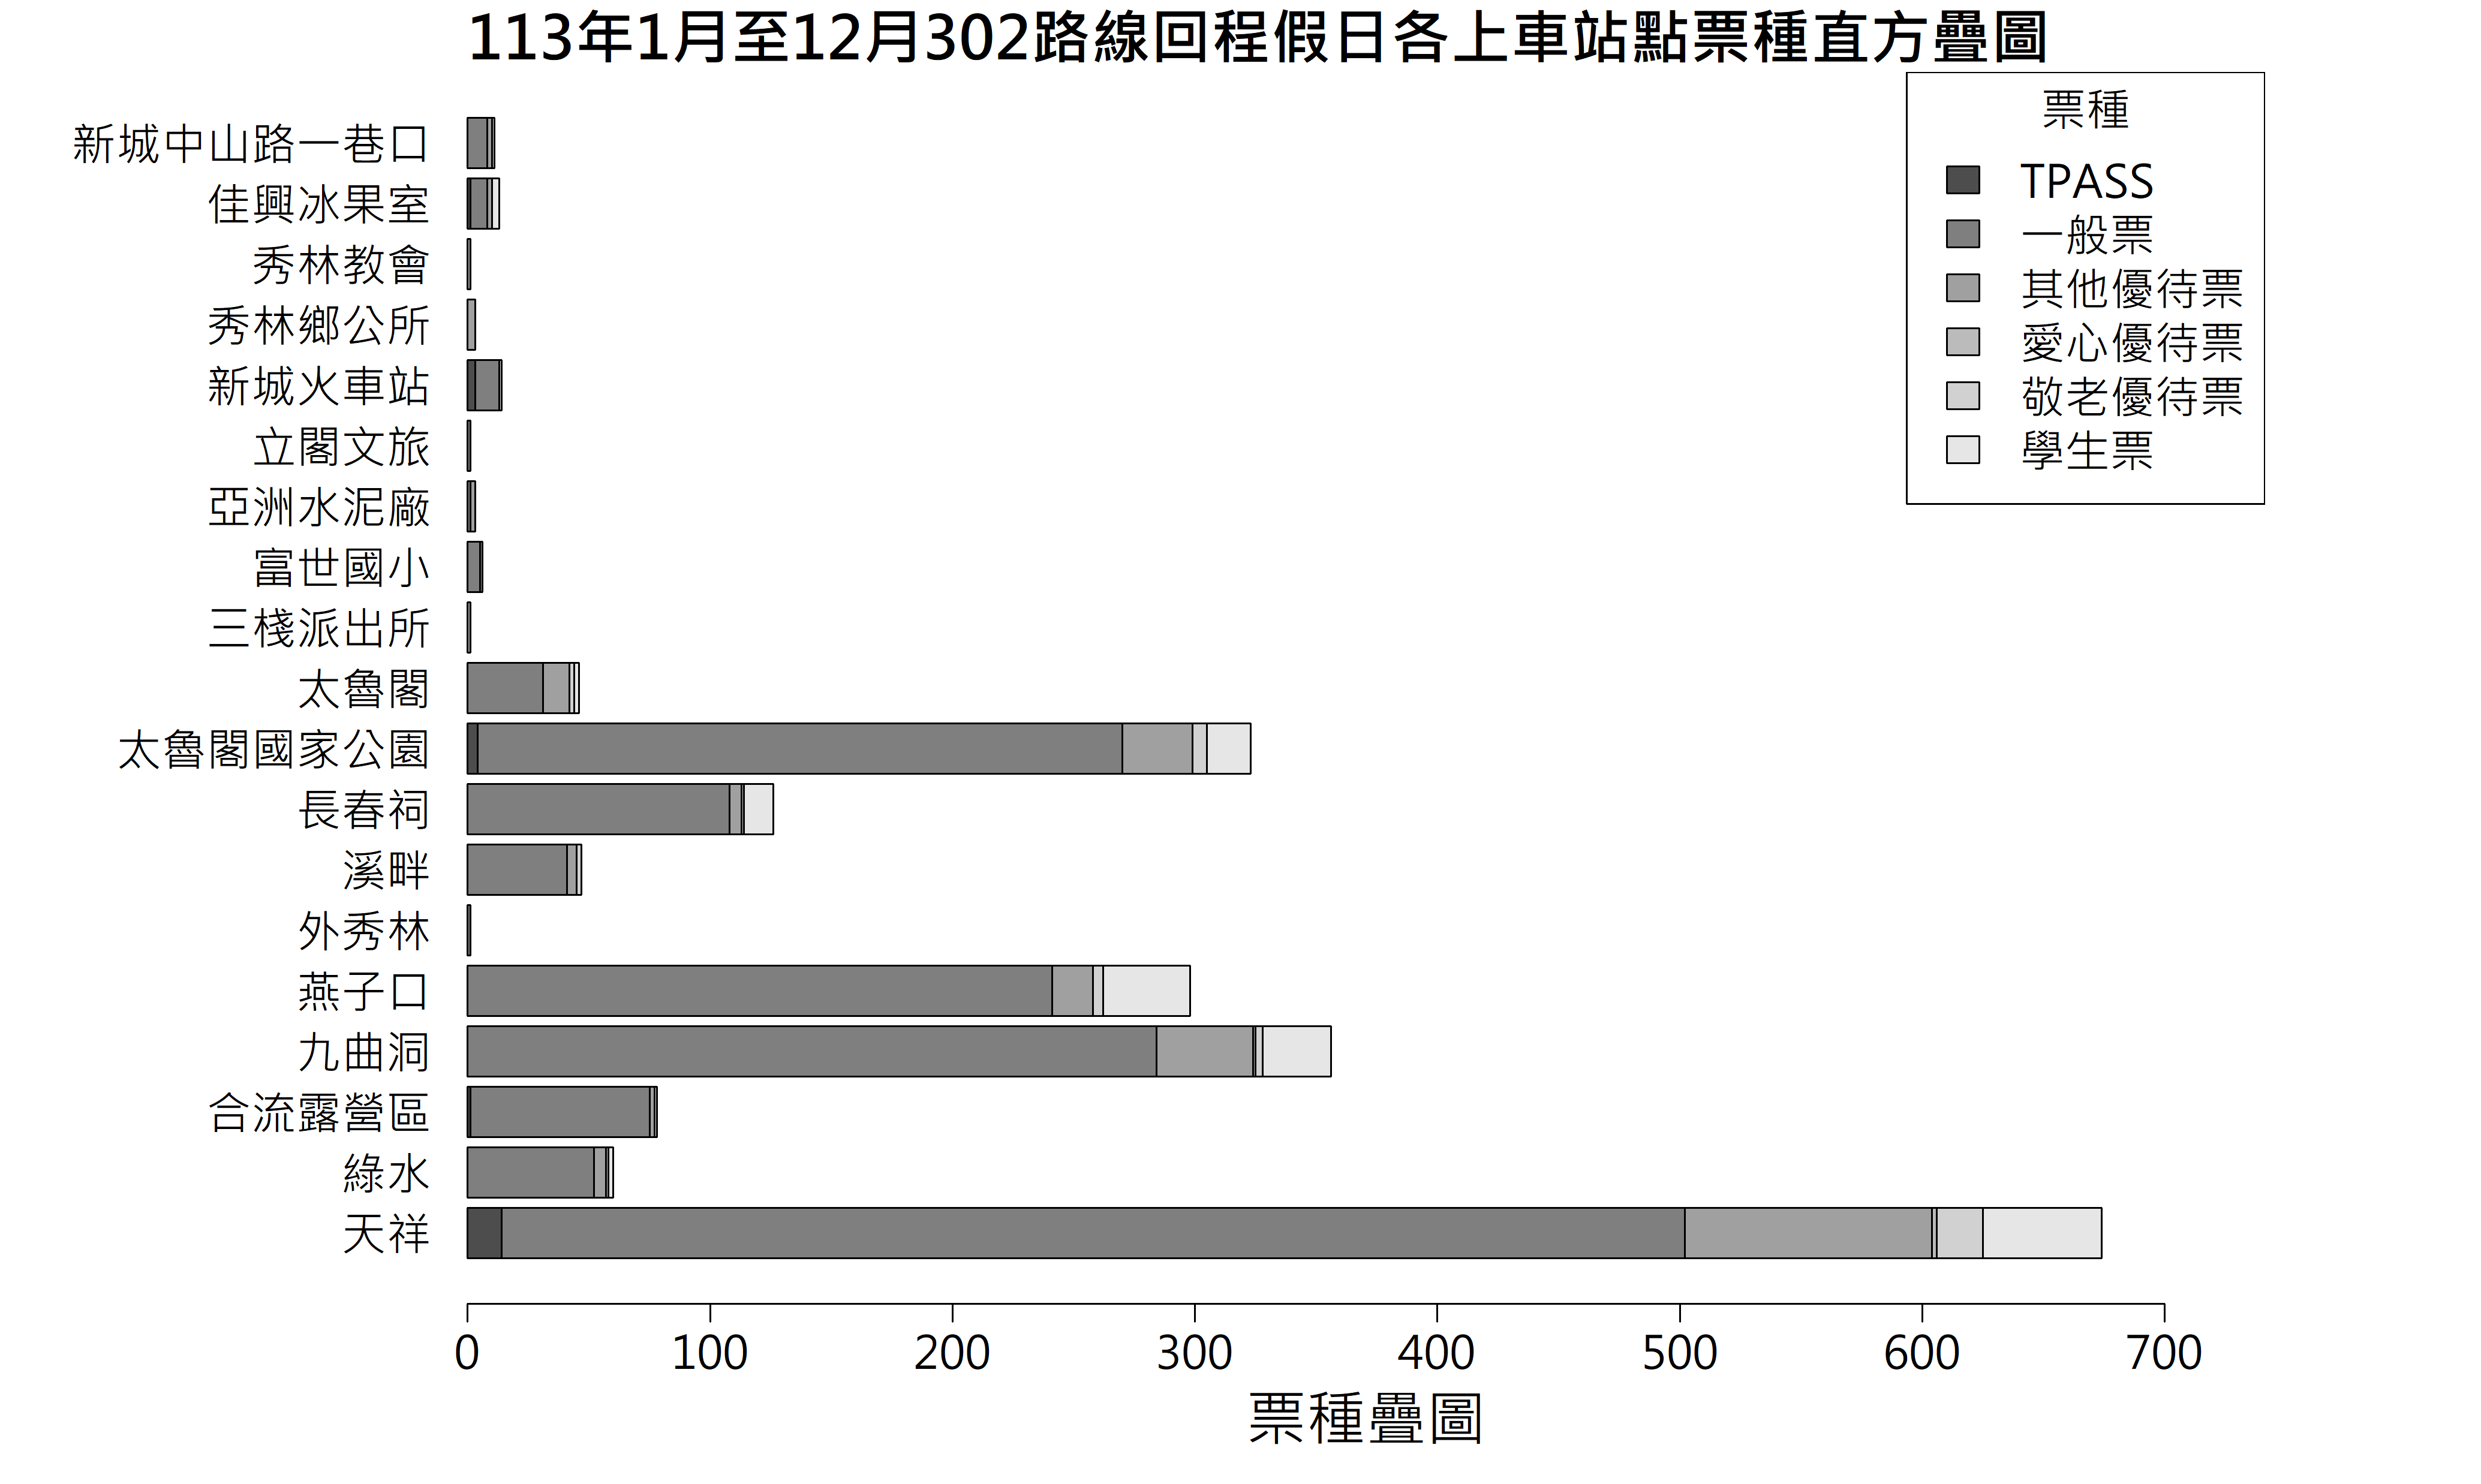 113年1月至12月302路線回程假日各上車站點票種直方疊圖
票種
TPASS
一般票
其他優待票
愛心優待票
敬老優待票
學生票
新城中山路一巷口
佳興冰果室
秀林教會
秀林鄉公所
新城火車站
立閣文旅
亞洲水泥廠
富世國小
三棧派出所
太魯閣
太魯閣國家公園
長春祠
溪畔
外秀林
燕子口
九曲洞
合流露營區
綠水
天祥
0 100 200 300 400 500 600 700
票種疊圖